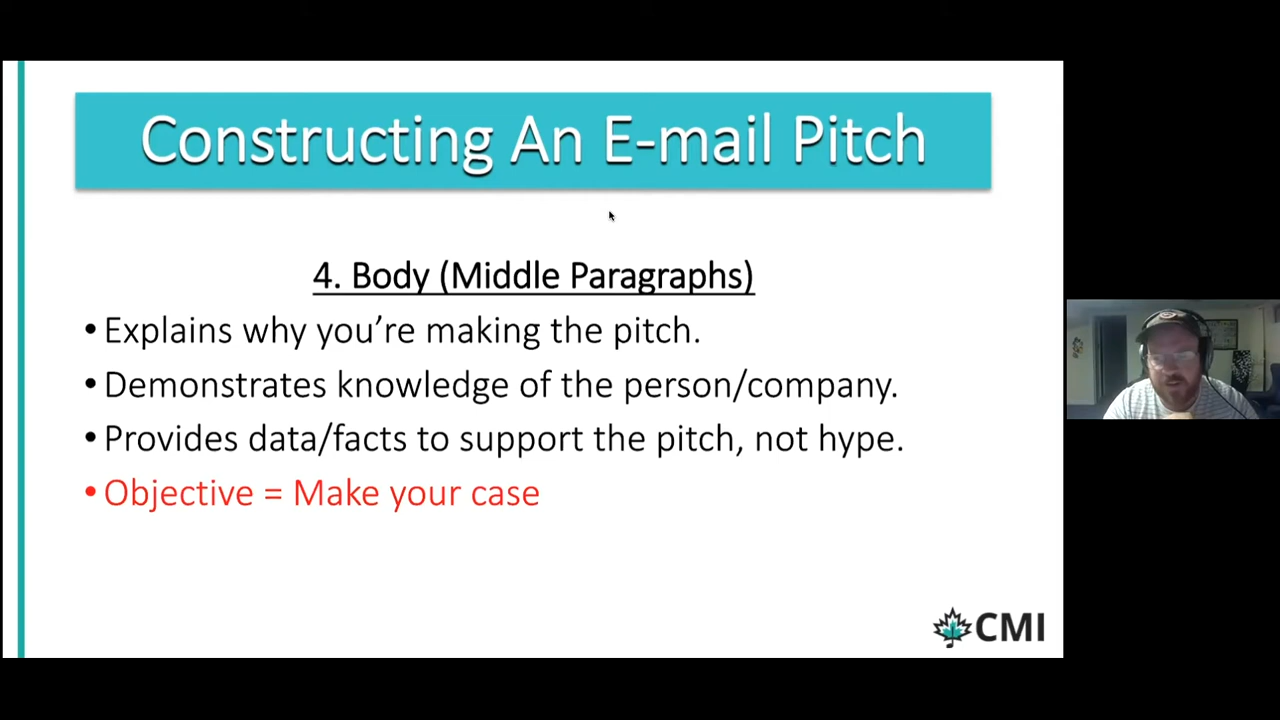 Constructing An E-mail Pitch
4. Body (Middle Paragraphs)
•Explains why you’re making the pitch.
•Demonstrates knowledge of the person/company.
•Provides data/facts to support the pitch, not hype.
•Objective = Make your case
CMI